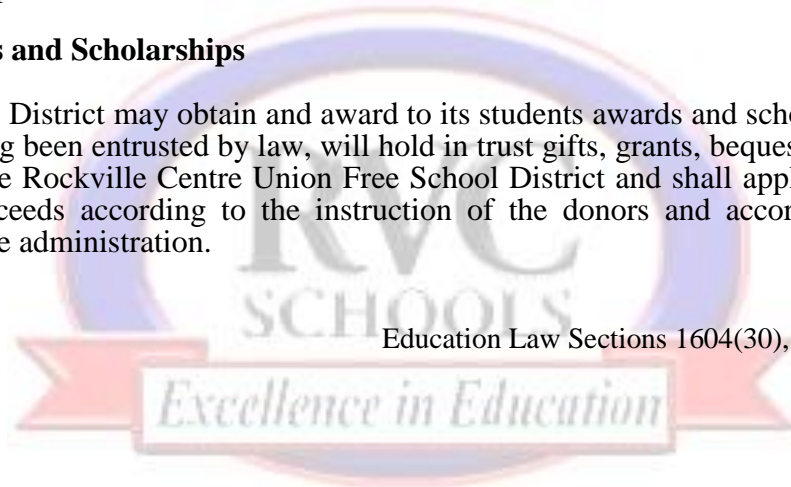 s and Scholarships
District may obtain and award to its students awards and scho
g been entrusted by law, will hold in trust gifts, grants, beques
e Rockville Centre Union Free School District and shall appl
ceeds according to the instruction of the donors and accor
e administration.
RVC
SCHOOLS
Education Law Sections 1604(30),
Excellence in Education